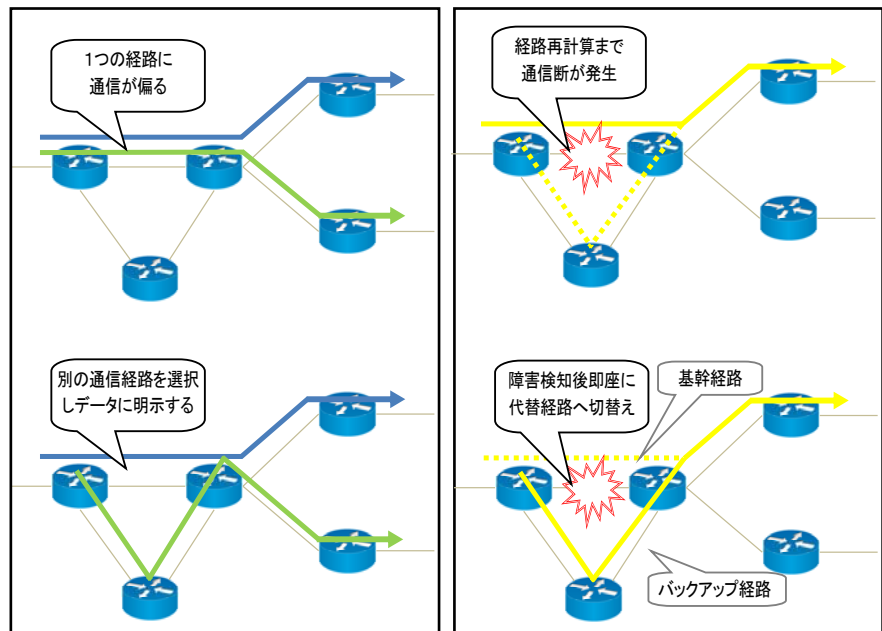 1つの経路に
通信が偏る
別の通信経路を選択
しデータに明示する
経路再計算まで
通信断が発生
障害検知後即座に
代替経路へ切替え
基幹経路
バックアップ経路